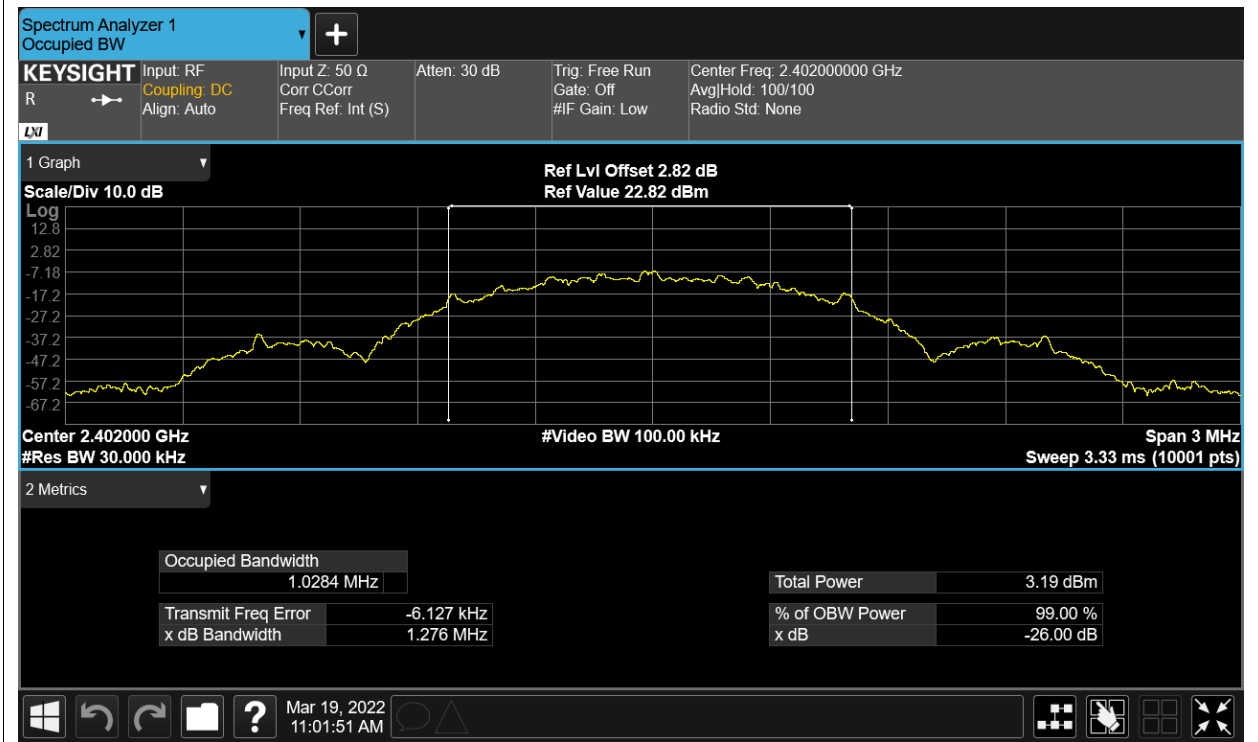 Spectrum Analyzer 1
Occupied BW
KEYSIGHT
R
LXI
Input: RF
Coupling: DC
Align: Auto
Input Z: 50 Ω
Corr CCorr
Freq Ref: Int (S)
Atten: 30 dB
Trig: Free Run
Gate: Off
#IF Gain: Low
Center Freq: 2.402000000 GHz
Avg|Hold: 100/100
Radio Std: None
1 Graph
Scale/Div 10.0 dB
Ref Lvl Offset 2.82 dB
Ref Value 22.82 dBm
Log
12.8
2.82
-7.18
-17.2
-27.2
-37.2
-47.2
-57.2
-67.2
Center 2.402000 GHz
#Video BW 100.00 kHz
Span 3 MHz
#Res BW 30.000 kHz
Sweep 3.33 ms (10001 pts)
2 Metrics
Occupied Bandwidth
1.0284 MHz
Total Power 3.19 dBm
Transmit Freq Error -6.127 kHz
% of OBW Power 99.00 %
x dB Bandwidth 1.276 MHz
x dB -26.00 dB
?
Mar 19, 2022
11:01:51 AM